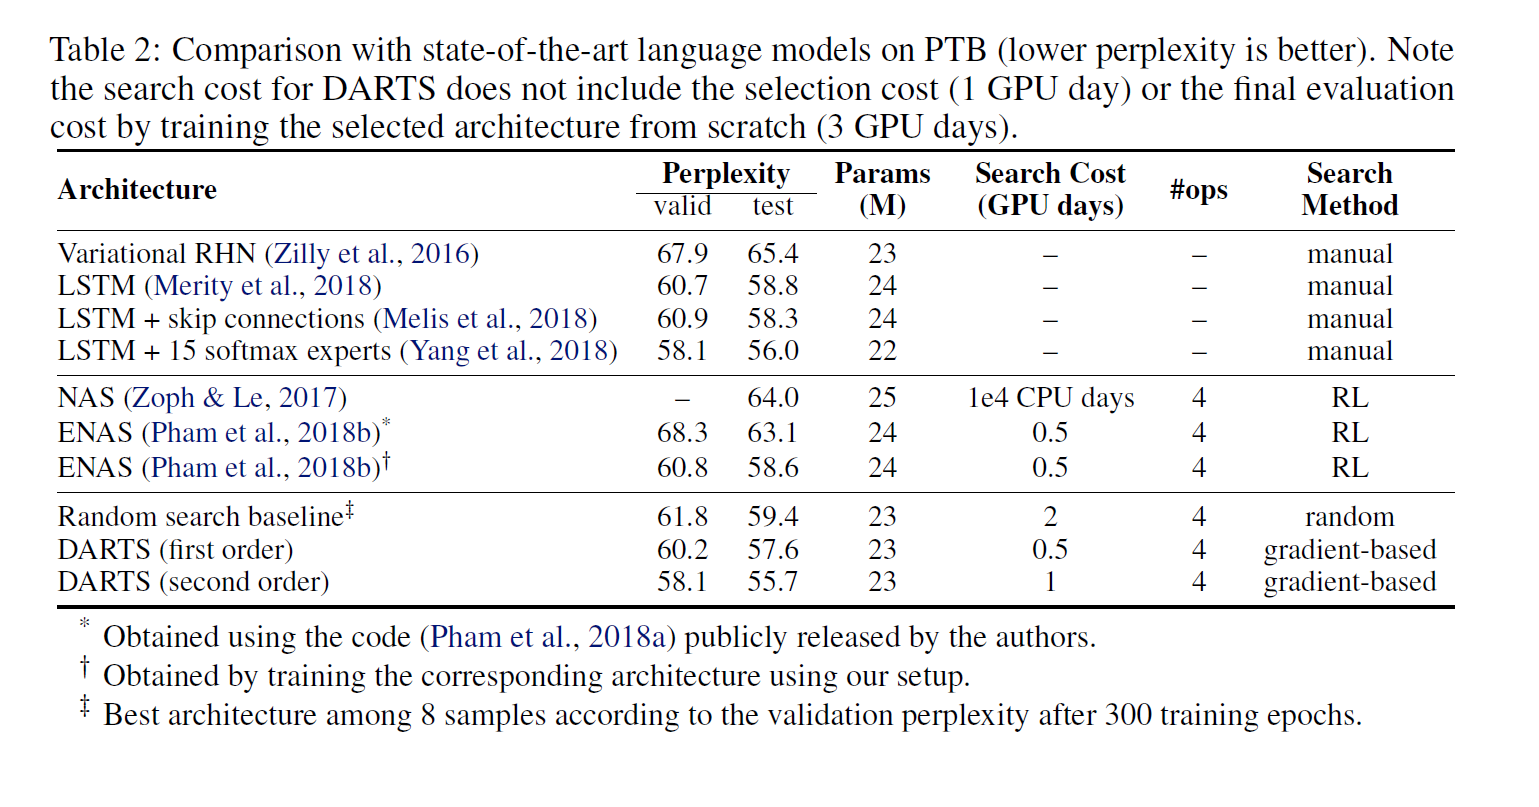 Table 2: Comparison with state-of-the-art language models on PTB (lower perplexity is better). Note
the search cost for DARTS does not include the selection cost (1 GPU day) or the final evaluation
cost by training the selected architecture from scratch (3 GPU days).
Architecture Perplexity Params Search Cost #ops Search
valid test (M) (GPU days) Method
Variational RHN (Zilly et al., 2016) 67.9 65.4 23 – – manual
LSTM (Merity et al., 2018) 60.7 58.8 24 – – manual
LSTM + skip connections (Melis et al., 2018) 60.9 58.3 24 – – manual
LSTM + 15 softmax experts (Yang et al., 2018) 58.1 56.0 22 – – manual
NAS (Zoph & Le, 2017) – 64.0 25 1e4 CPU days 4 RL
ENAS (Pham et al., 2018b)* 68.3 63.1 24 0.5 4 RL
ENAS (Pham et al., 2018b)† 60.8 58.6 24 0.5 4 RL
Random search baseline‡ 61.8 59.4 23 2 4 random
DARTS (first order) 60.2 57.6 23 0.5 4 gradient-based
DARTS (second order) 58.1 55.7 23 1 4 gradient-based
* Obtained using the code (Pham et al., 2018a) publicly released by the authors.
† Obtained by training the corresponding architecture using our setup.
‡ Best architecture among 8 samples according to the validation perplexity after 300 training epochs.